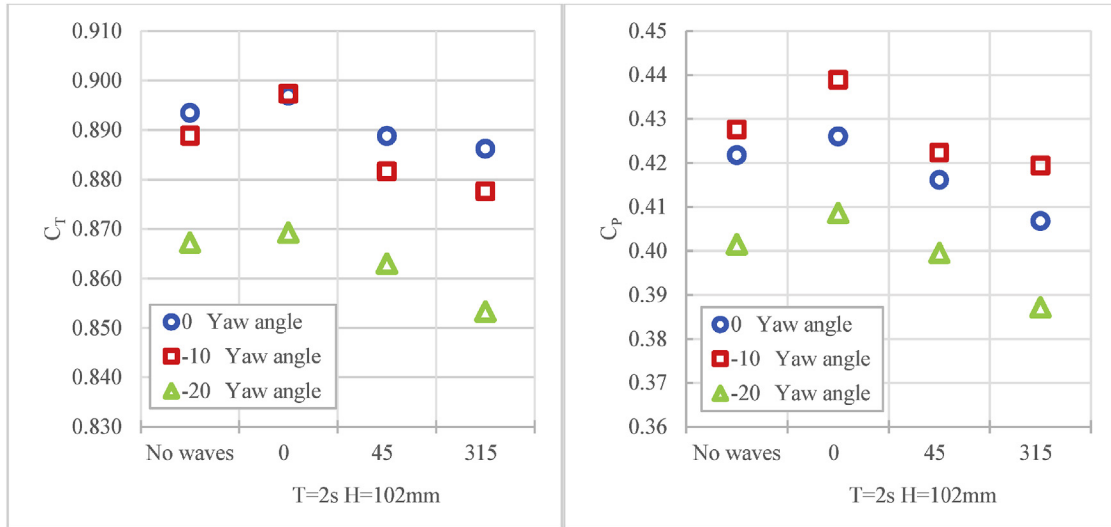 0.910
0.900
0.890
0.880
0.870
0.860
0.850
0.840
0.830
C_T
0 Yaw angle
-10 Yaw angle
-20 Yaw angle
No waves 0 45 315
T=2s H=102mm
0.45
0.44
0.43
0.42
0.41
0.40
0.39
0.38
0.37
0.36
C_P
0 Yaw angle
-10 Yaw angle
-20 Yaw angle
No waves 0 45 315
T=2s H=102mm